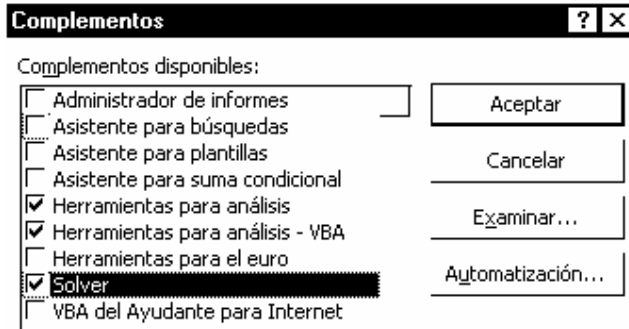 Complementos
Complementos disponibles:
Administrador de informes
Asistente para búsquedas
Asistente para plantillas
Asistente para suma condicional
Herramientas para análisis
Herramientas para análisis - VBA
Herramientas para el euro
Solver
VBA del Ayudante para Internet
Aceptar
Cancelar
Examinar...
Automatización...